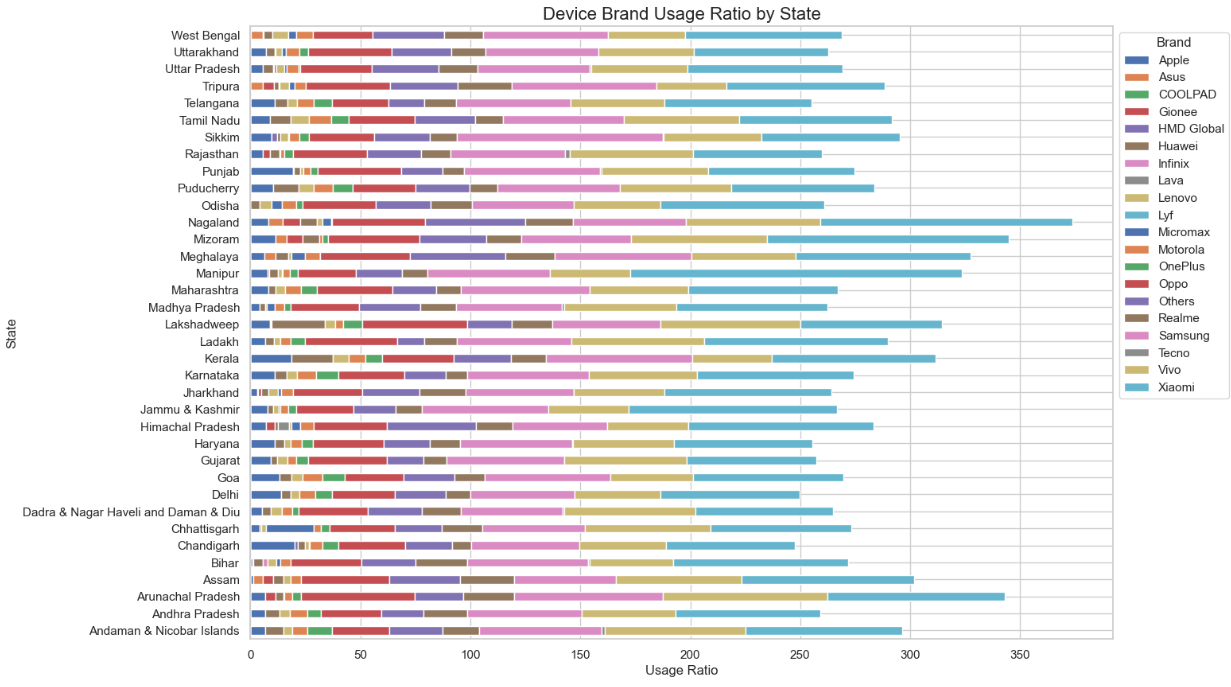 Device Brand Usage Ratio by State
West Bengal
Uttarakhand
Uttar Pradesh
Tripura
Telangana
Tamil Nadu
Sikkim
Rajasthan
Punjab
Puducherry
Odisha
Nagaland
Mizoram
Meghalaya
Manipur
Maharashtra
Madhya Pradesh
Lakshadweep
Ladakh
Kerala
Karnataka
Jharkhand
Jammu & Kashmir
Himachal Pradesh
Haryana
Gujarat
Goa
Delhi
Dadra & Nagar Haveli and Daman & Diu
Chhattisgarh
Chandigarh
Bihar
Assam
Arunachal Pradesh
Andhra Pradesh
Andaman & Nicobar Islands
State
0 50 100 150 200 250 300 350
Usage Ratio
Brand
Apple
Asus
COOLPAD
Gionee
HMD Global
Huawei
Infinix
Lava
Lenovo
Lyf
Micromax
Motorola
OnePlus
Oppo
Others
Realme
Samsung
Tecno
Vivo
Xiaomi